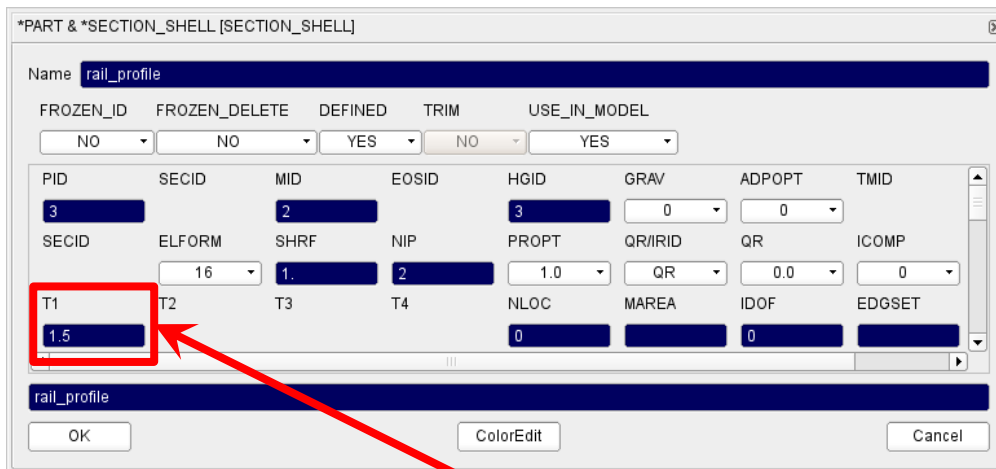 *PART & *SECTION_SHELL [SECTION_SHELL]
Name rail_profile
FROZEN_ID FROZEN_DELETE DEFINED TRIM USE_IN_MODEL
NO NO YES NO YES
PID SECID MID EOSID HGID GRAV ADPOPT TMID
3 2 3 0 0
SECID ELFORM SHRF NIP PROPT QR/IRID QR ICOMP
16 1. 2 1.0 QR 0.0 0
T1 T2 T3 T4 NLOC MAREA IDOF EDGSET
1.5 0 0
rail_profile
OK ColorEdit Cancel